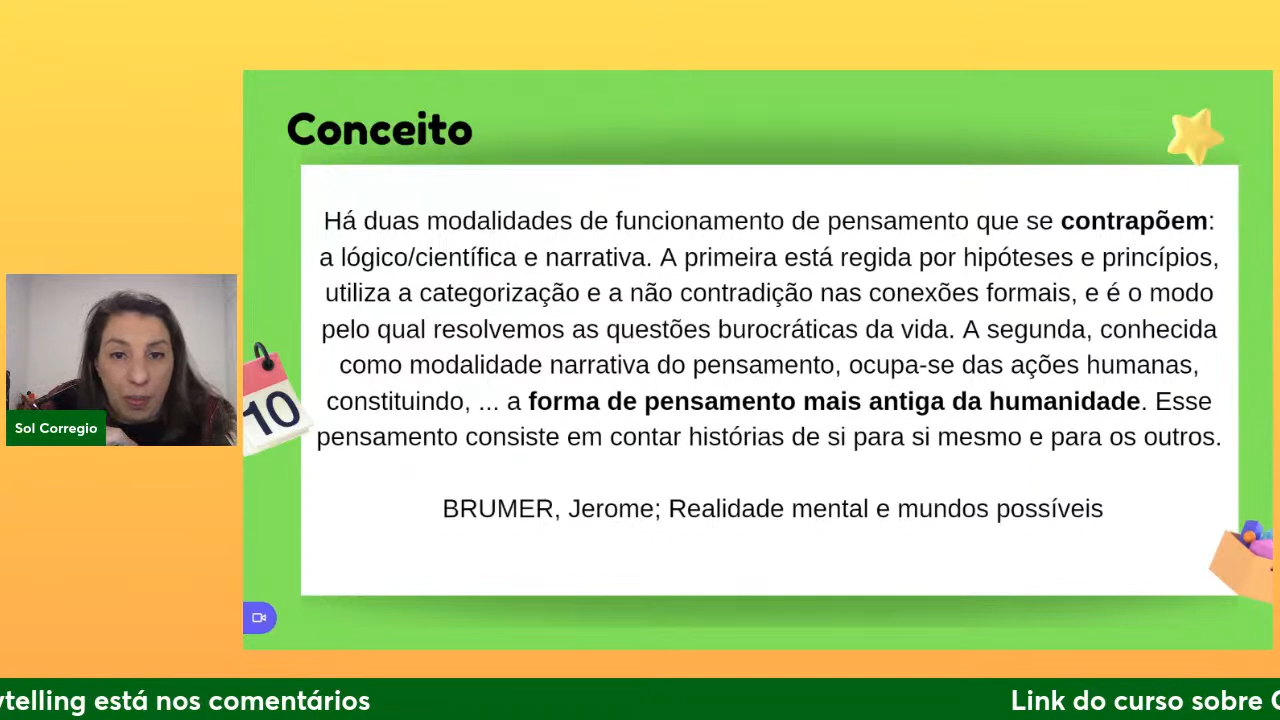 Conceito
Há duas modalidades de funcionamento de pensamento que se contrapõem:
a lógico/científica e narrativa. A primeira está regida por hipóteses e princípios,
utiliza a categorização e a não contradição nas conexões formais, e é o modo
pelo qual resolvemos as questões burocráticas da vida. A segunda, conhecida
como modalidade narrativa do pensamento, ocupa-se das ações humanas,
constituindo, ... a forma de pensamento mais antiga da humanidade. Esse
pensamento consiste em contar histórias de si para si mesmo e para os outros.
BRUMER, Jerome; Realidade mental e mundos possíveis
10
Sol Corregio
ytelling está nos comentários
Link do curso sobre